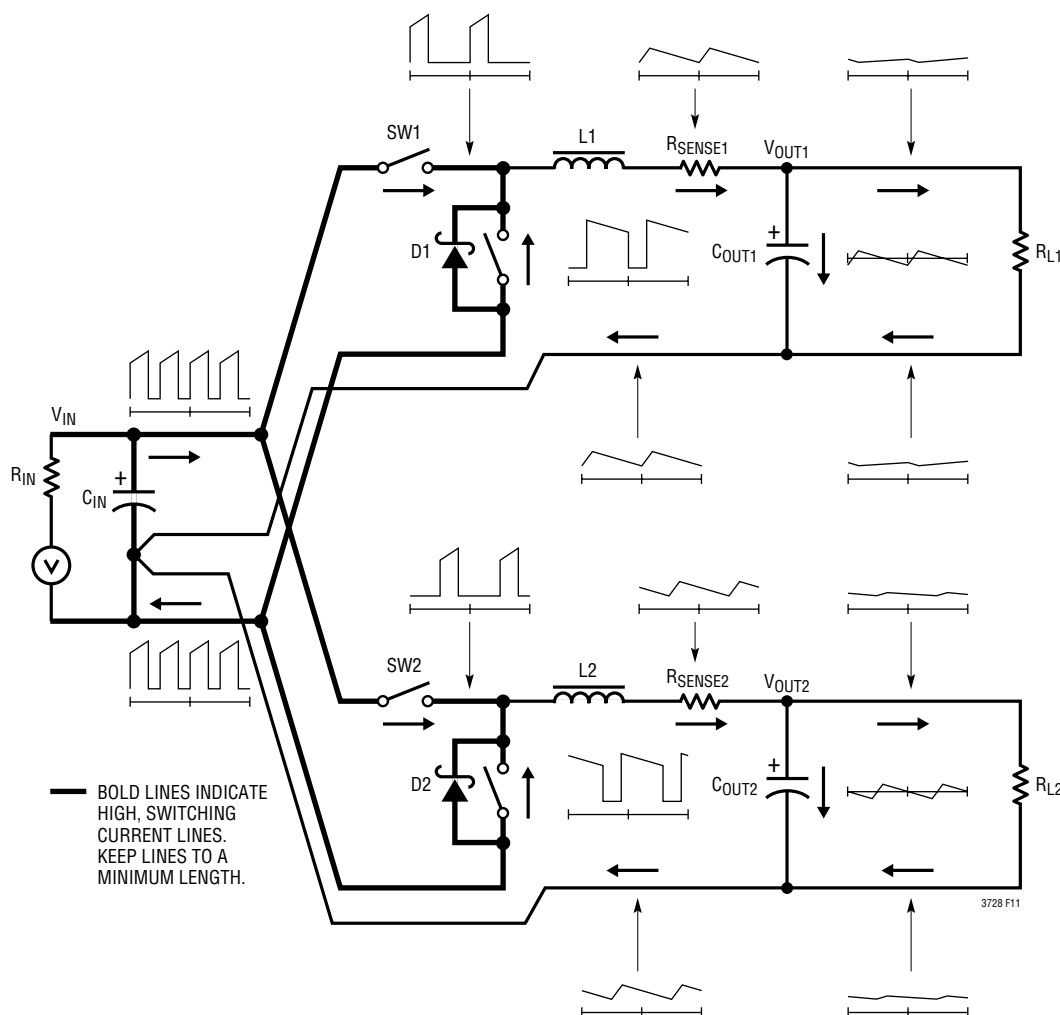 SW1
L1
RSENSE1
VOUT1
D1
COUT1
+
RL1
VIN
RIN
+
CIN
V
SW2
L2
RSENSE2
VOUT2
D2
COUT2
+
RL2
BOLD LINES INDICATE
HIGH, SWITCHING
CURRENT LINES.
KEEP LINES TO A
MINIMUM LENGTH.
3728 F11